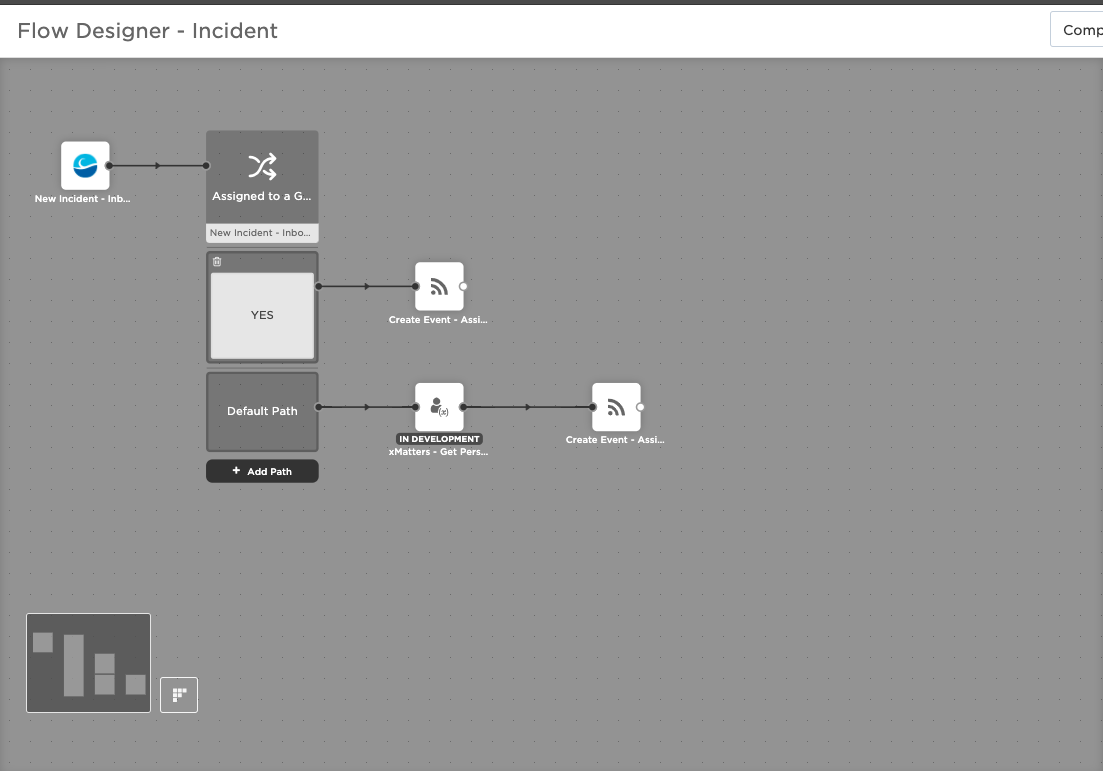 Flow Designer - Incident
Comp
New Incident - Inb...
Assigned to a G...
New Incident - Inbo...
YES
Create Event - Assi...
Default Path
(x)
IN DEVELOPMENT
xMatters - Get Pers...
Create Event - Assi...
+ Add Path